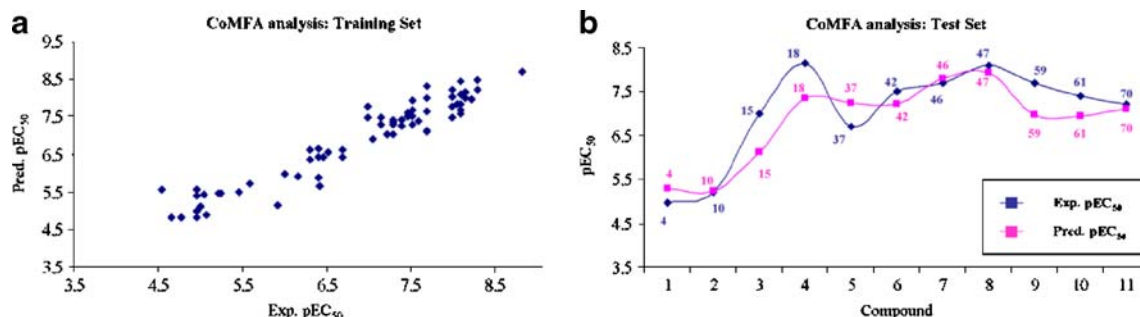 a
CoMFA analysis: Training Set
9.5
8.5
7.5
6.5
5.5
4.5
3.5
Pred. pEC50
3.5 4.5 5.5 6.5 7.5 8.5
Exp. pEC50
b
CoMFA analysis: Test Set
8.5
7.5
6.5
5.5
4.5
3.5
pEC50
4 10 15 18 37 42 46 47 59 61 70
4 10 15 18 37 42 46 47 59 61 70
Exp. pEC50
Pred. pEC50
1 2 3 4 5 6 7 8 9 10 11
Compound